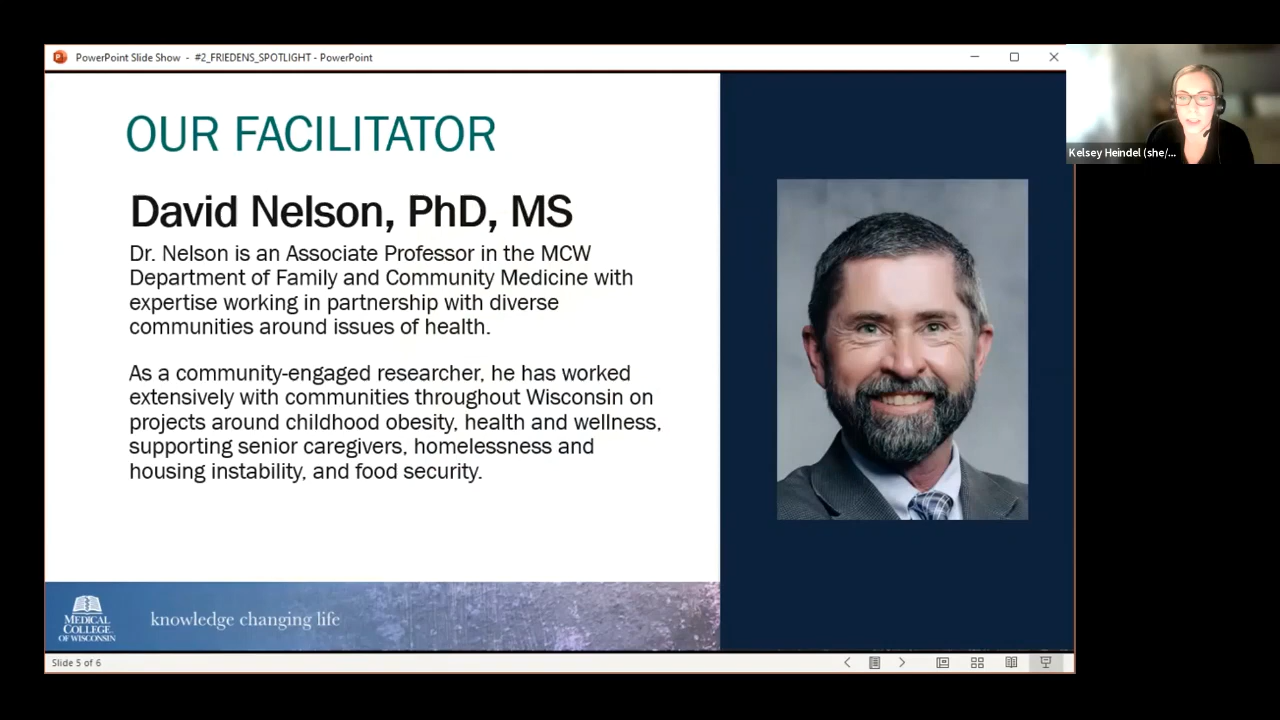 PowerPoint Slide Show - #2_FRIEDENS_SPOTLIGHT - PowerPoint
Kelsey Heindel (she/...
OUR FACILITATOR
David Nelson, PhD, MS
Dr. Nelson is an Associate Professor in the MCW
Department of Family and Community Medicine with
expertise working in partnership with diverse
communities around issues of health.
As a community-engaged researcher, he has worked
extensively with communities throughout Wisconsin on
projects around childhood obesity, health and wellness,
supporting senior caregivers, homelessness and
housing instability, and food security.
MEDICAL
COLLEGE
OF WISCONSIN
knowledge changing life
Slide 5 of 6